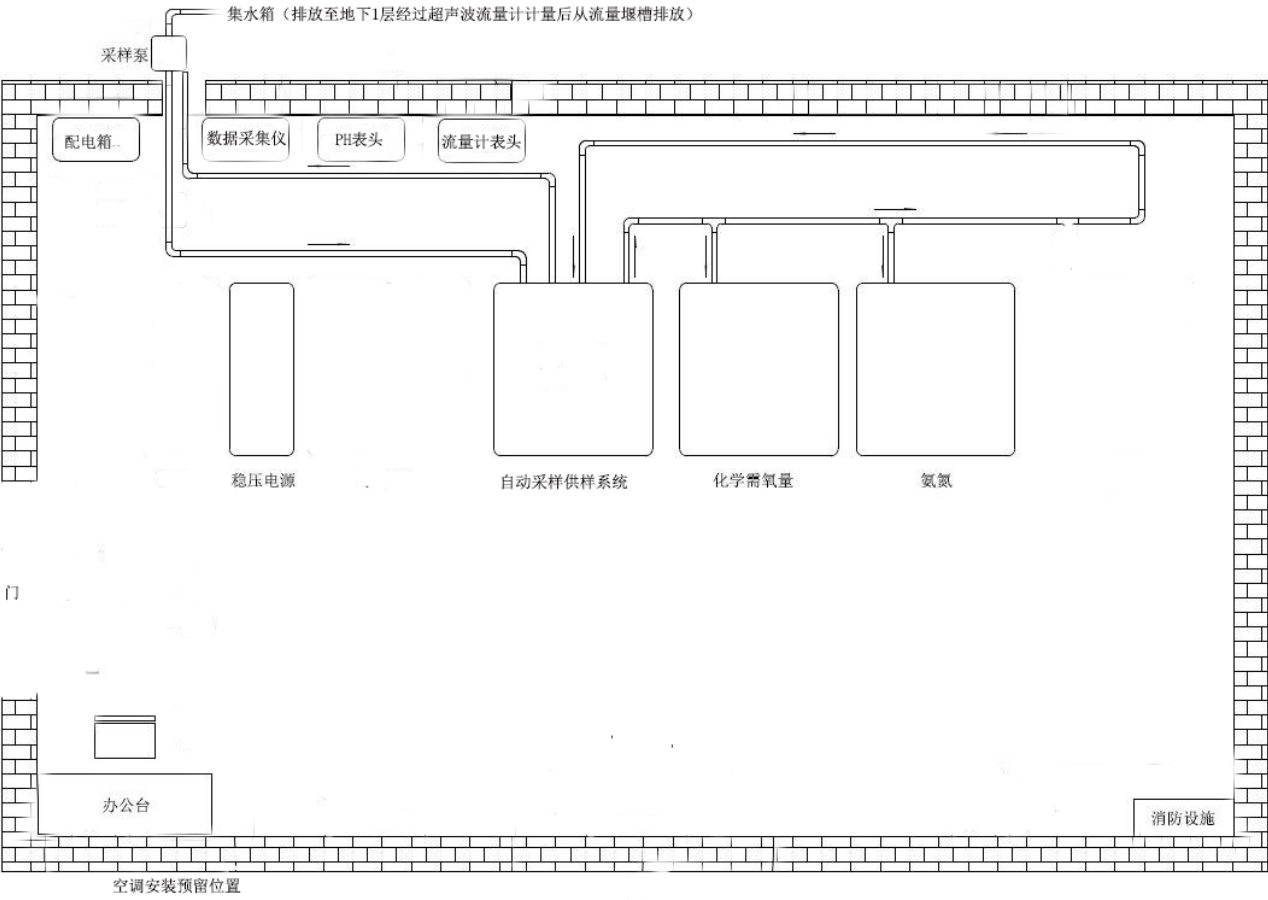 集水箱（排放至地下1层经过超声波流量计计量后从流量堰槽排放）
采样泵
配电箱
数据采集仪
PH表头
流量计表头
稳压电源
自动采样供样系统
化学需氧量
氨氮
门
办公台
消防设施
空调安装预留位置